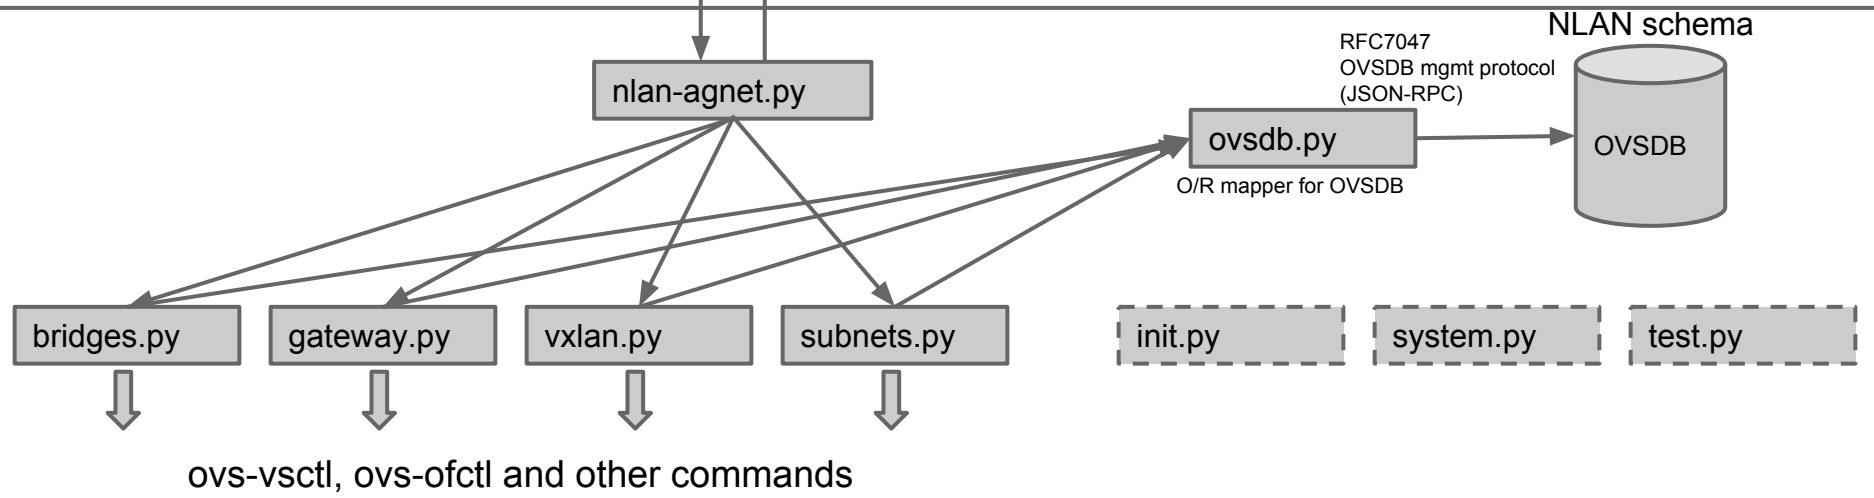 NLAN schema
RFC7047
OVSDB mgmt protocol
(JSON-RPC)
nlan-agnet.py
ovsdb.py
OVSDB
O/R mapper for OVSDB
bridges.py
gateway.py
vxlan.py
subnets.py
init.py
system.py
test.py
ovs-vsctl, ovs-ofctl and other commands